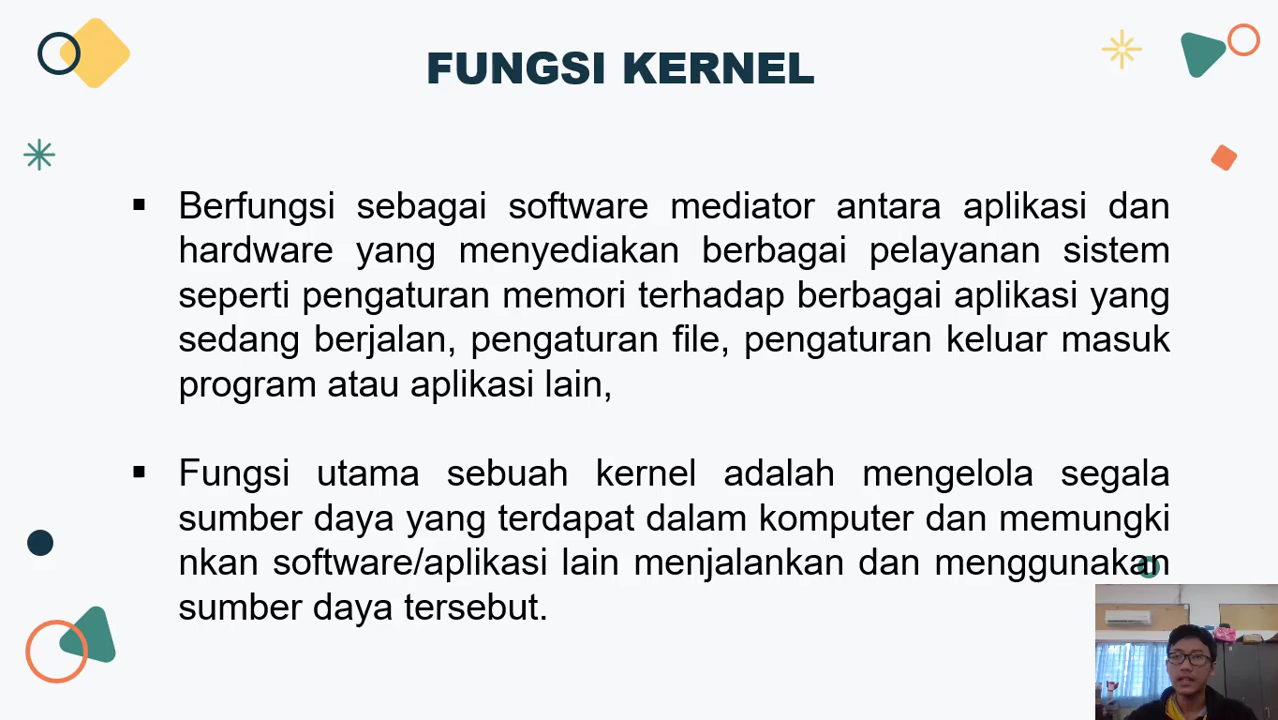 FUNGSI KERNEL
▪ Berfungsi sebagai software mediator antara aplikasi dan
hardware yang menyediakan berbagai pelayanan sistem
seperti pengaturan memori terhadap berbagai aplikasi yang
sedang berjalan, pengaturan file, pengaturan keluar masuk
program atau aplikasi lain,
▪ Fungsi utama sebuah kernel adalah mengelola segala
sumber daya yang terdapat dalam komputer dan memungki
nkan software/aplikasi lain menjalankan dan menggunakan
sumber daya tersebut.